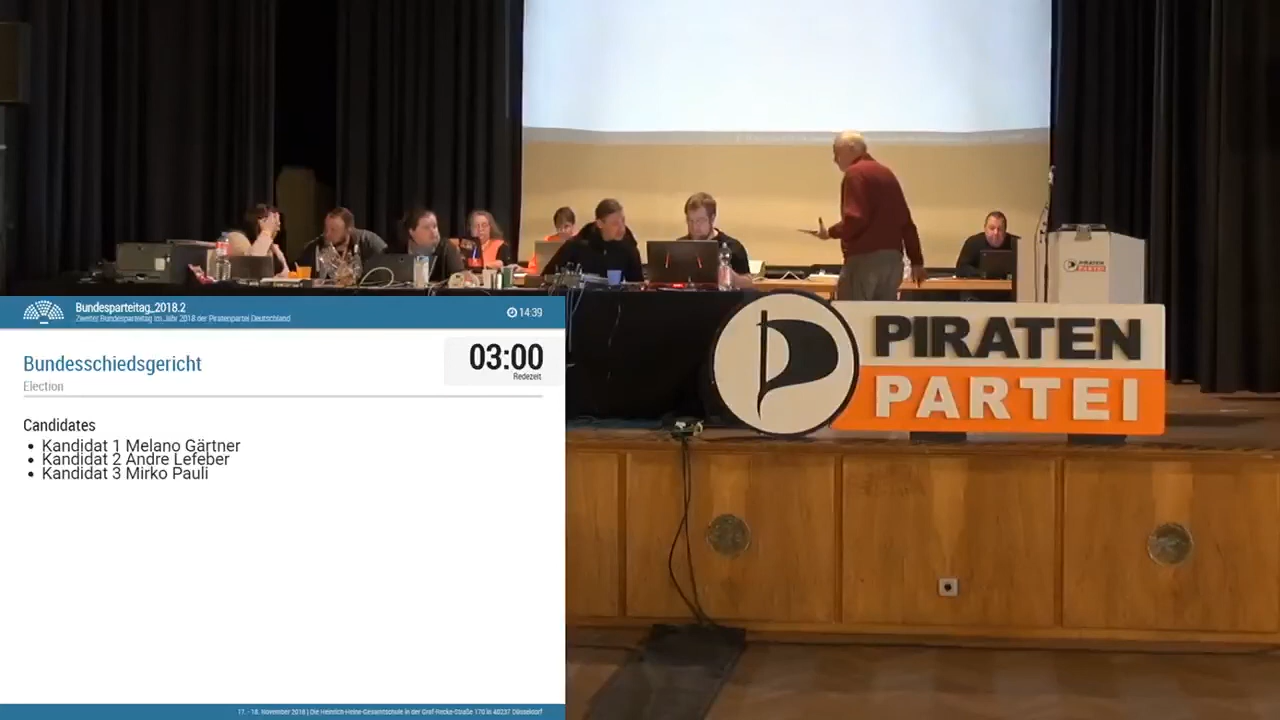 PIRATEN
PARTEI
PIRATEN
PARTEI
Bundesparteitag_2018.2
Zweiter Bundesparteitag im Jahr 2018 der Piratenpartei Deutschland
14:39
Bundesschiedsgericht
Election
03:00
Redezeit
Candidates
Kandidat 1 Melano Gärtner
Kandidat 2 Andre Lefeber
Kandidat 3 Mirko Pauli
17. - 18. November 2018 | Die Heinrich-Heine-Gesamtschule in der Graf-Recke-Straße 170 in 40237 Düsseldorf